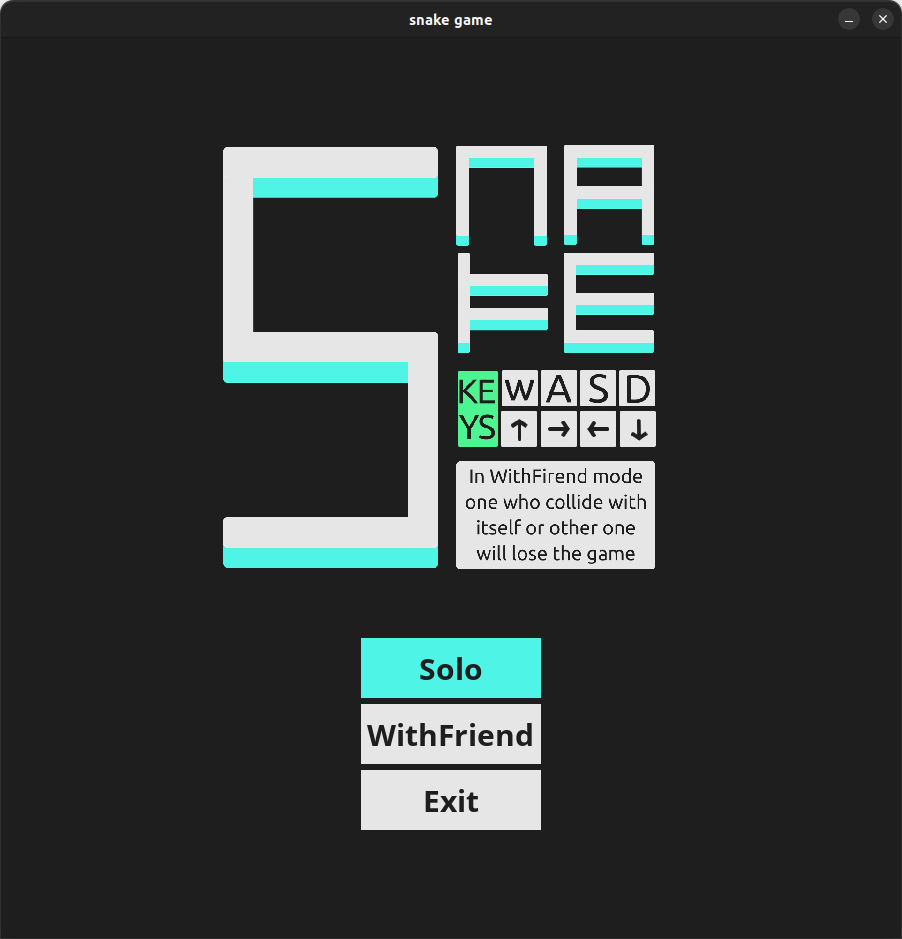 snake game
SNAKE
KEYS
W A S D
↑ → ← ↓
In WithFirend mode
one who collide with
itself or other one
will lose the game
Solo
WithFriend
Exit